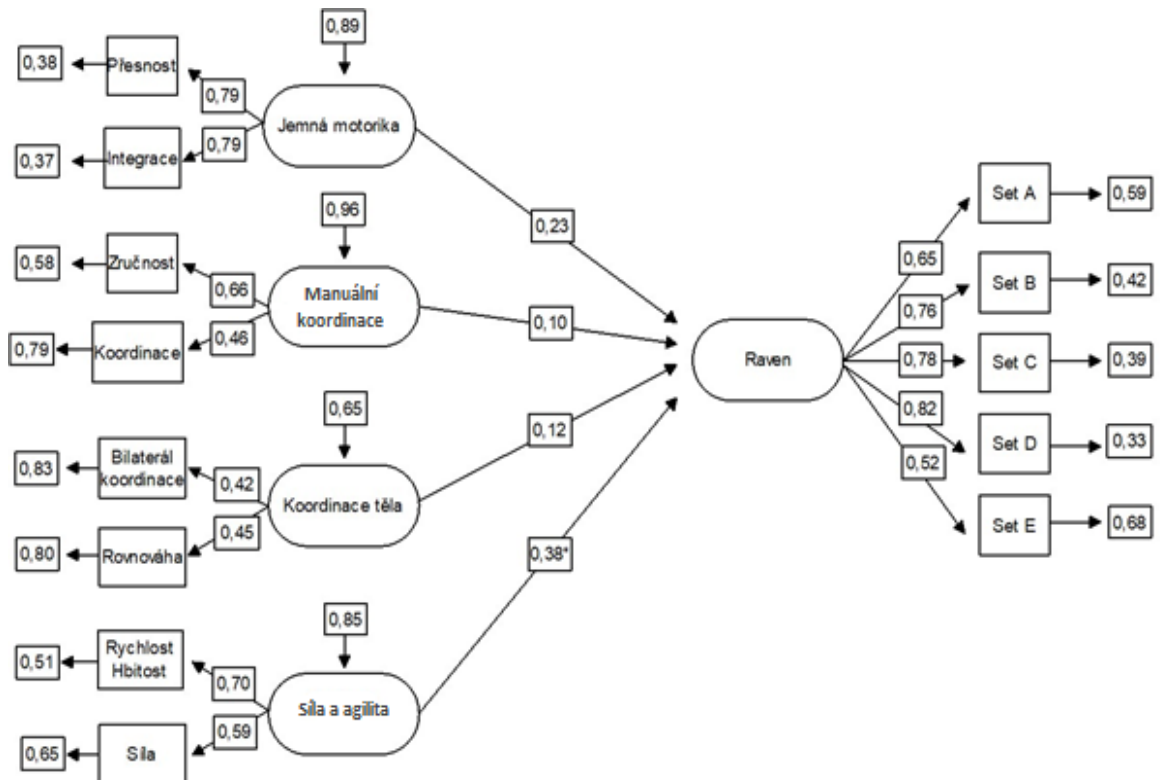 0,89
0,38
Přesnost
0,79
Jemná motorika
0,79
0,37
Integrace
0,96
0,23
0,58
Zručnost
0,66
Manuální
koordinace
0,10
0,46
0,79
Koordinace
0,65
0,12
0,83
Bilaterál
koordinace
0,42
Koordinace těla
0,45
0,80
Rovnováha
0,38*
0,85
0,51
Rychlost
Hbitost
0,70
Síla a agilita
0,59
0,65
Síla
Raven
0,65
Set A
0,59
0,76
Set B
0,42
0,78
Set C
0,39
0,82
Set D
0,33
0,52
Set E
0,68